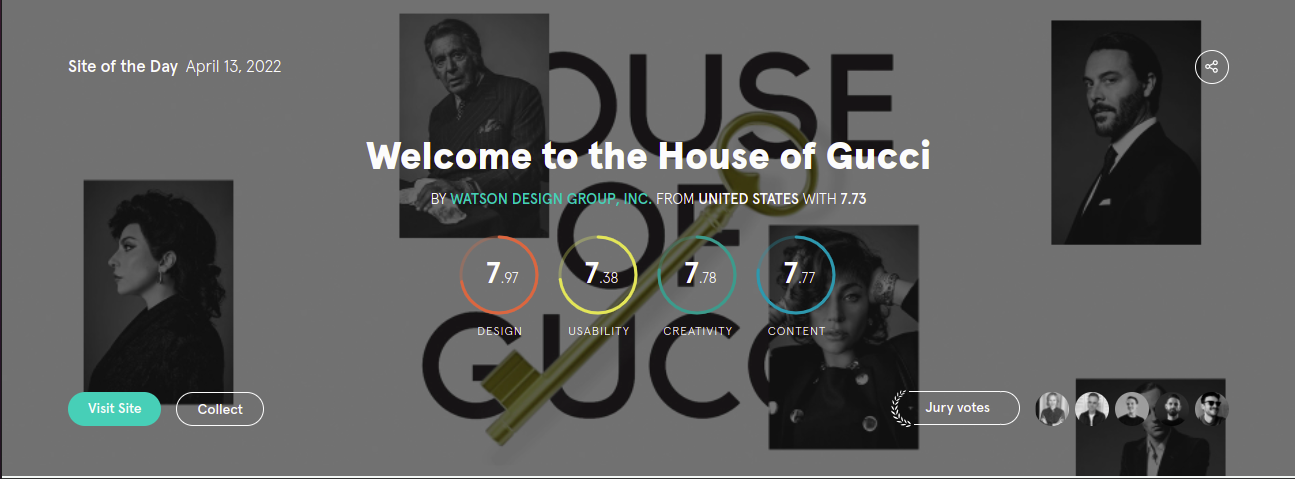 Site of the Day April 13, 2022
HOUSE
OF
GUCCI
Welcome to the House of Gucci
BY WATSON DESIGN GROUP, INC. FROM UNITED STATES WITH 7.73
7.97
7.38
7.78
7.77
DESIGN
USABILITY
CREATIVITY
CONTENT
Visit Site
Collect
Jury votes